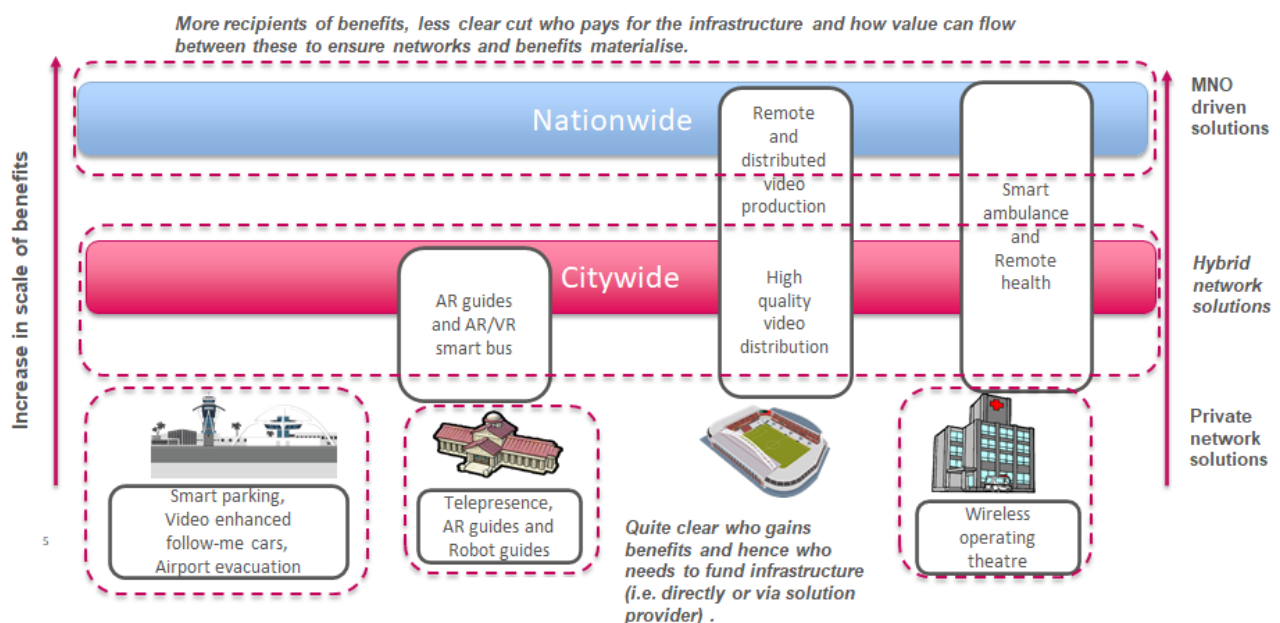 More recipients of benefits, less clear cut who pays for the infrastructure and how value can flow
between these to ensure networks and benefits materialise.
Increase in scale of benefits
Nationwide
Remote
and
distributed
video
production
High
quality
video
distribution
Smart
ambulance
and
Remote
health
MNO
driven
solutions
Citywide
AR guides
and AR/VR
smart bus
Hybrid
network
solutions
Private
network
solutions
Smart parking,
Video enhanced
follow-me cars,
Airport evacuation
Telepresence,
AR guides and
Robot guides
Quite clear who gains
benefits and hence who
needs to fund infrastructure
(i.e. directly or via solution
provider) .
Wireless
operating
theatre
5